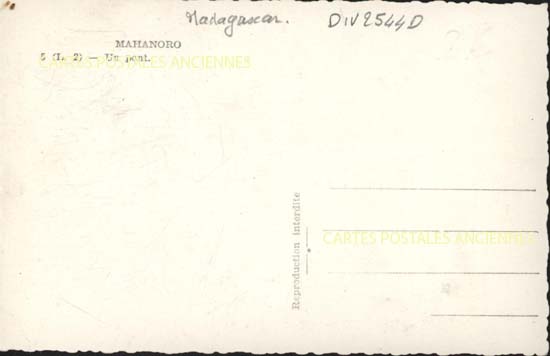 Madagascar. DIV2544D
MAHANORO
5 (L. 2) — Un pont.
CARTES POSTALES ANCIENNES
Reproduction interdite
CARTES POSTALES ANCIENNES